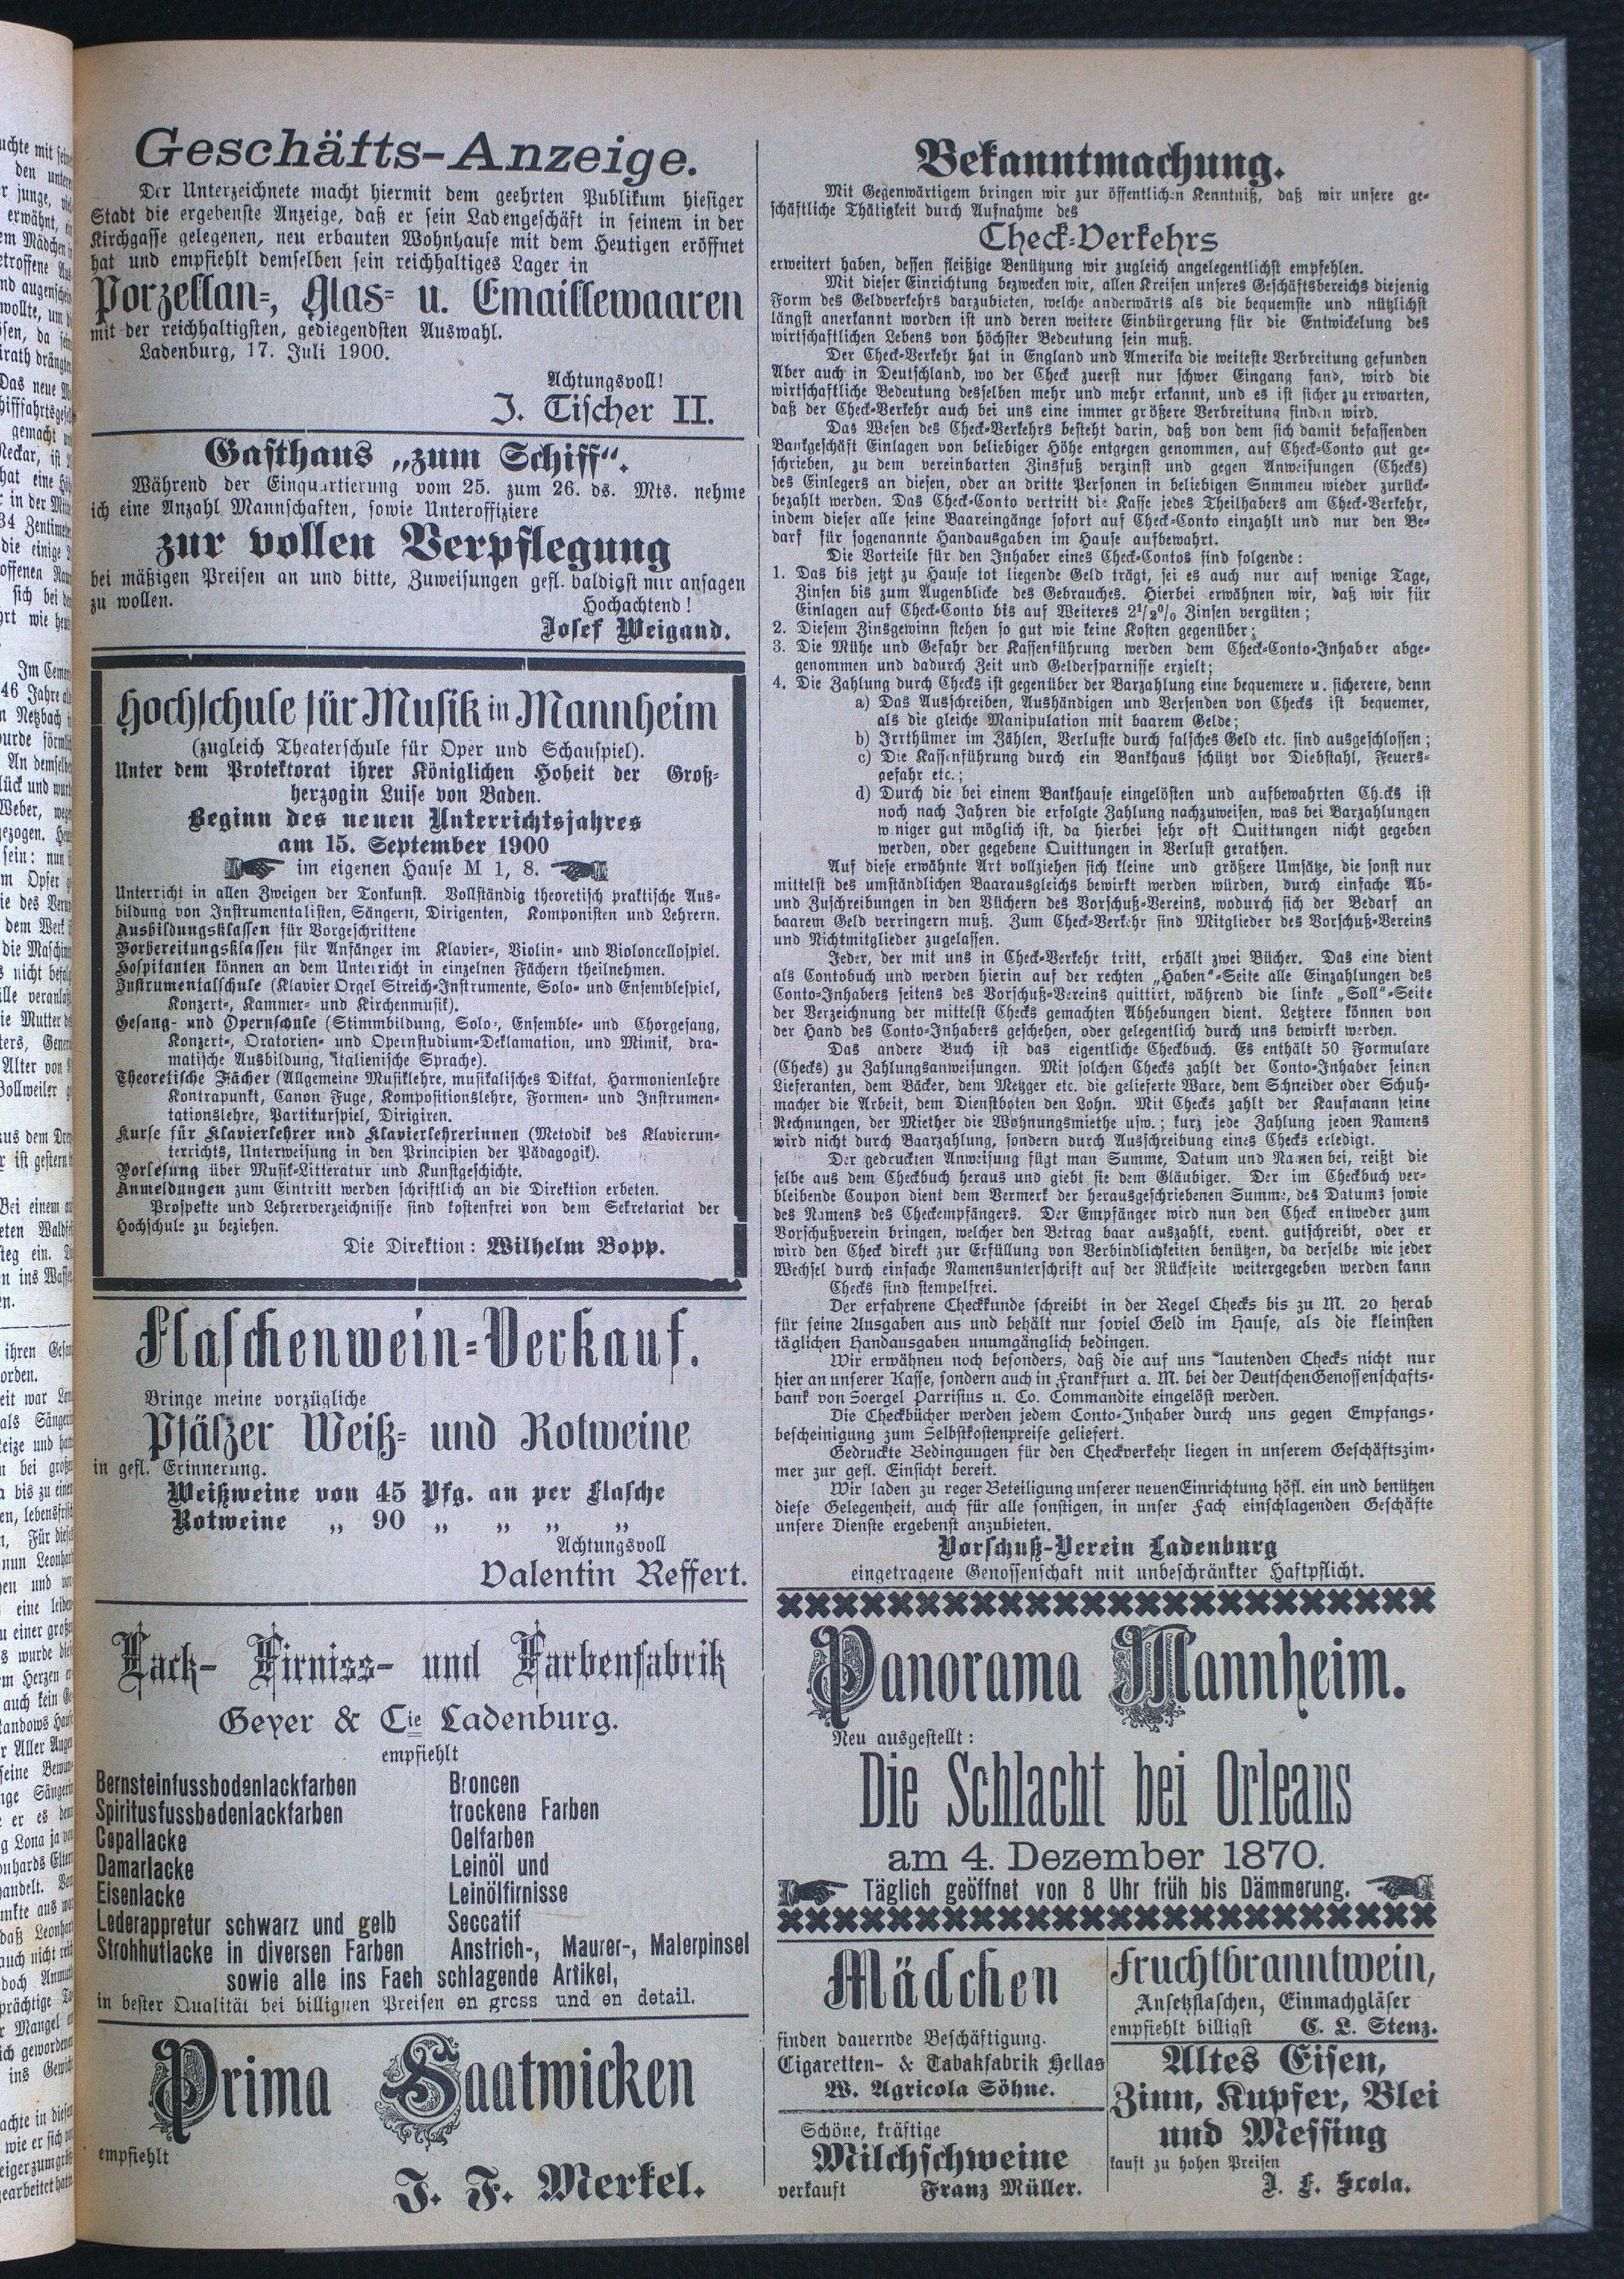 Geschäfts-Anzeige.
Der Unterzeichnete macht hiermit dem geehrten Publikum hiesiger
Stadt die ergebenste Anzeige, daß er sein Ladengeschäft in seinem in der
Kirchgasse gelegenen, neu erbauten Wohnhause mit dem Heutigen eröffnet
hat und empfiehlt demselben sein reichhaltiges Lager in
Porzellan-, Glas- u. Emaillewaaren
mit der reichhaltigsten, gediegendsten Auswahl.
Ladenburg, 17. Juli 1900.
Achtungsvoll!
J. Tischer II.
Gasthaus „zum Schiff“.
Während der Einquartierung vom 25. zum 26. ds. Mts. nehme
ich eine Anzahl Mannschaften, sowie Unteroffiziere
zur vollen Verpflegung
bei mäßigen Preisen an und bitte, Zuweisungen gefl. baldigst mir ansagen
zu wollen.
Hochachtend!
Josef Weigand.
Hochschule für Musik in Mannheim
(zugleich Theaterschule für Oper und Schauspiel).
Unter dem Protektorat ihrer Königlichen Hoheit der Groß-
herzogin Luise von Baden.
Beginn des neuen Unterrichtsjahres
am 15. September 1900
im eigenen Hause M 1, 8.
Unterricht in allen Zweigen der Tonkunst. Vollständig theoretisch praktische Aus-
bildung von Instrumentalisten, Sängern, Dirigenten, Komponisten und Lehrern.
Ausbildungsklassen für Vorgeschrittene
Vorbereitungsklassen für Anfänger im Klavier-, Violin- und Violoncellospiel.
Hospitanten können an dem Unterricht in einzelnen Fächern theilnehmen.
Instrumentalschule (Klavier Orgel Streich-Instrumente, Solo- und Ensemblespiel,
Konzert-, Kammer- und Kirchenmusik).
Gesang- und Opernschule (Stimmbildung, Solo-, Ensemble- und Chorgesang,
Konzert-, Oratorien- und Opernstudium-Deklamation, und Mimik, dra-
matische Ausbildung, Italienische Sprache).
Theoretische Fächer (Allgemeine Musiklehre, musikalisches Diktat, Harmonienlehre
Kontrapunkt, Canon Fuge, Kompositionslehre, Formen- und Instrumen-
tationslehre, Partiturspiel, Dirigiren.
Kurse für Klavierlehrer und Klavierlehrerinnen (Metodik des Klavierun-
terrichts, Unterweisung in den Principien der Pädagogik).
Vorlesung über Musik-Litteratur und Kunstgeschichte.
Anmeldungen zum Eintritt werden schriftlich an die Direktion erbeten.
Prospekte und Lehrerverzeichnisse sind kostenfrei von dem Sekretariat der
Hochschule zu beziehen.
Die Direktion: Wilhelm Bopp.
Flaschenwein-Verkauf.
Bringe meine vorzügliche
Pfälzer Weiß- und Rotweine
in gefl. Erinnerung.
Weißweine von 45 Pfg. an per Flasche
Rotweine „ 90 „ „ „ „
Achtungsvoll
Valentin Reffert.
Lack- Firniss- und Farbenfabrik
Geyer & Cie Ladenburg.
empfiehlt
Bernsteinfussbodenlackfarben Broncen
Spiritusfussbodenlackfarben trockene Farben
Copallacke Oelfarben
Damarlacke Leinöl und
Eisenlacke Leinölfirnisse
Lederappretur schwarz und gelb Seccatif
Strohhutlacke in diversen Farben Anstrich-, Maurer-, Malerpinsel
sowie alle ins Fach schlagende Artikel,
in bester Qualität bei billigsten Preisen en gross und en detail.
Prima Saatwicken
empfiehlt
J. F. Merkel.
Bekanntmachung.
Mit Gegenwärtigem bringen wir zur öffentlichen Kenntniß, daß wir unsere ge-
schäftliche Thätigkeit durch Aufnahme des
Check-Verkehrs
erweitert haben, dessen fleißige Benützung wir zugleich angelegentlichst empfehlen.
Mit dieser Einrichtung bezwecken wir, allen Kreisen unseres Geschäftsbereichs diejenig
Form des Geldverkehrs darzubieten, welche anderwärts als die bequemste und nützlichst
längst anerkannt worden ist und deren weitere Einbürgerung für die Entwickelung des
wirtschaftlichen Lebens von höchster Bedeutung sein muß.
Der Check-Verkehr hat in England und Amerika die weiteste Verbreitung gefunden
Aber auch in Deutschland, wo der Check zuerst nur schwer Eingang fand, wird die
wirtschaftliche Bedeutung desselben mehr und mehr erkannt, und es ist sicher zu erwarten,
daß der Check-Verkehr auch bei uns eine immer größere Verbreitung finden wird.
Das Wesen des Check-Verkehrs besteht darin, daß von dem sich damit befassenden
Bankgeschäft Einlagen von beliebiger Höhe entgegen genommen, auf Check-Conto gut ge-
schrieben, zu dem vereinbarten Zinsfuß verzinst und gegen Anweisungen (Checks)
des Einlegers an diesen, oder an dritte Personen in beliebigen Snmmeu wieder zurück-
bezahlt werden. Das Check-Conto vertritt die Kasse jedes Theilhabers am Check-Verkehr,
indem dieser alle seine Baareingänge sofort auf Check-Conto einzahlt und nur den Be-
darf für sogenannte Handausgaben im Hause aufbewahrt.
Die Vorteile für den Inhaber eines Check-Contos sind folgende:
1. Das bis jetzt zu Hause tot liegende Geld trägt, sei es auch nur auf wenige Tage,
Zinsen bis zum Augenblicke des Gebrauches. Hierbei erwähnen wir, daß wir für
Einlagen auf Check-Conto bis auf Weiteres 2½% Zinsen vergüten;
2. Diesem Zinsgewinn stehen so gut wie keine Kosten gegenüber;
3. Die Mühe und Gefahr der Kassenführung werden dem Check-Conto-Inhaber abge-
genommen und dadurch Zeit und Geldersparnisse erzielt;
4. Die Zahlung durch Checks ist gegenüber der Barzahlung eine bequemere u. sicherere, denn
a) Das Ausschreiben, Aushändigen und Versenden von Checks ist bequemer,
als die gleiche Manipulation mit baarem Gelde;
b) Irrthümer im Zählen, Verluste durch falsches Geld etc. sind ausgeschlossen;
c) Die Kassenführung durch ein Bankhaus schützt vor Diebstahl, Feuers-
gefahr etc.;
d) Durch die bei einem Bankhause eingelösten und aufbewahrten Checks ist
noch nach Jahren die erfolgte Zahlung nachzuweisen, was bei Barzahlungen
weniger gut möglich ist, da hierbei sehr oft Quittungen nicht gegeben
werden, oder gegebene Quittungen in Verlust gerathen.
Auf diese erwähnte Art vollziehen sich kleine und größere Umsätze, die sonst nur
mittelst des umständlichen Baarausgleichs bewirkt werden würden, durch einfache Ab-
und Zuschreibungen in den Büchern des Vorschuß-Vereins, wodurch sich der Bedarf an
baarem Geld verringern muß. Zum Check-Verkehr sind Mitglieder des Vorschuß-Vereins
und Nichtmitglieder zugelassen.
Jeder, der mit uns in Check-Verkehr tritt, erhält zwei Bücher. Das eine dient
als Contobuch und werden hierin auf der rechten „Haben“-Seite alle Einzahlungen des
Conto-Inhabers seitens des Vorschuß-Vereins quittirt, während die linke „Soll“-Seite
der Verzeichnung der mittelst Checks gemachten Abhebungen dient. Letztere können von
der Hand des Conto-Inhabers geschehen, oder gelegentlich durch uns bewirkt werden.
Das andere Buch ist das eigentliche Checkbuch. Es enthält 50 Formulare
(Checks) zu Zahlungsanweisungen. Mit solchen Checks zahlt der Conto-Inhaber seinen
Lieferanten, dem Bäcker, dem Metzger etc. die gelieferte Ware, dem Schneider oder Schuh-
macher die Arbeit, dem Dienstboten den Lohn. Mit Checks zahlt der Kaufmann seine
Rechnungen, der Miether die Wohnungsmiethe usw.; kurz jede Zahlung jeden Namens
wird nicht durch Baarzahlung, sondern durch Ausschreibung eines Checks ecledigt.
Der gedruckten Anweisung fügt man Summe, Datum und Namen bei, reißt die
selbe aus dem Checkbuch heraus und giebt sie dem Gläubiger. Der im Checkbuch ver-
bleibende Coupon dient dem Vermerk der herausgeschriebenen Summe, des Datums sowie
des Namens des Checkempfängers. Der Empfänger wird nun den Check entweder zum
Vorschußverein bringen, welcher den Betrag baar auszahlt, event. gutschreibt, oder er
wird den Check direkt zur Erfüllung von Verbindlichkeiten benützen, da derselbe wie jeder
Wechsel durch einfache Namensunterschrift auf der Rückseite weitergegeben werden kann
Checks sind stempelfrei.
Der erfahrene Checkkunde schreibt in der Regel Checks bis zu M. 20 herab
für seine Ausgaben aus und behält nur soviel Geld im Hause, als die kleinsten
täglichen Handausgabeu unumgänglich bedingen.
Wir erwähneu noch besonders, daß die auf uns lautenden Checks nicht nur
hier an unserer Kasse, sondern auch in Frankfurt a. M. bei der Deutschen Genossenschafts-
bank von Soergel Parrisius u. Co. Commandite eingelöst werden.
Die Checkbücher werden jedem Conto-Inhaber durch uns gegen Empfangs-
bescheinigung zum Selbstkostenpreise geliefert.
Gedruckte Bedinguugen für den Checkverkehr liegen in unserem Geschäftszim-
mer zur gefl. Einsicht bereit.
Wir laden zu reger Beteiligung unserer neuen Einrichtung höfl. ein und benützen
diese Gelegenheit, auch für alle sonstigen, in unser Fach einschlagenden Geschäfte
unsere Dienste ergebenst anzubieten.
Vorschuß-Verein Ladenburg
eingetragene Genossenschaft mit unbeschränkter Haftpflicht.
Panorama Mannheim.
Neu ausgestellt:
Die Schlacht bei Orleans
am 4. Dezember 1870.
Täglich geöffnet von 8 Uhr früh bis Dämmerung.
Mädchen
finden dauernde Beschäftigung.
Cigaretten- & Tabakfabrik Hellas
W. Agricola Söhne.
Schöne, kräftige
Milchschweine
verkauft Franz Müller.
Fruchtbranntwein,
Ansetzflaschen, Einmachgläser
empfiehlt billigst C. L. Stenz.
Altes Eisen,
Zinn, Kupfer, Blei
und Messing
kauft zu hohen Preisen
J. F. Scola.